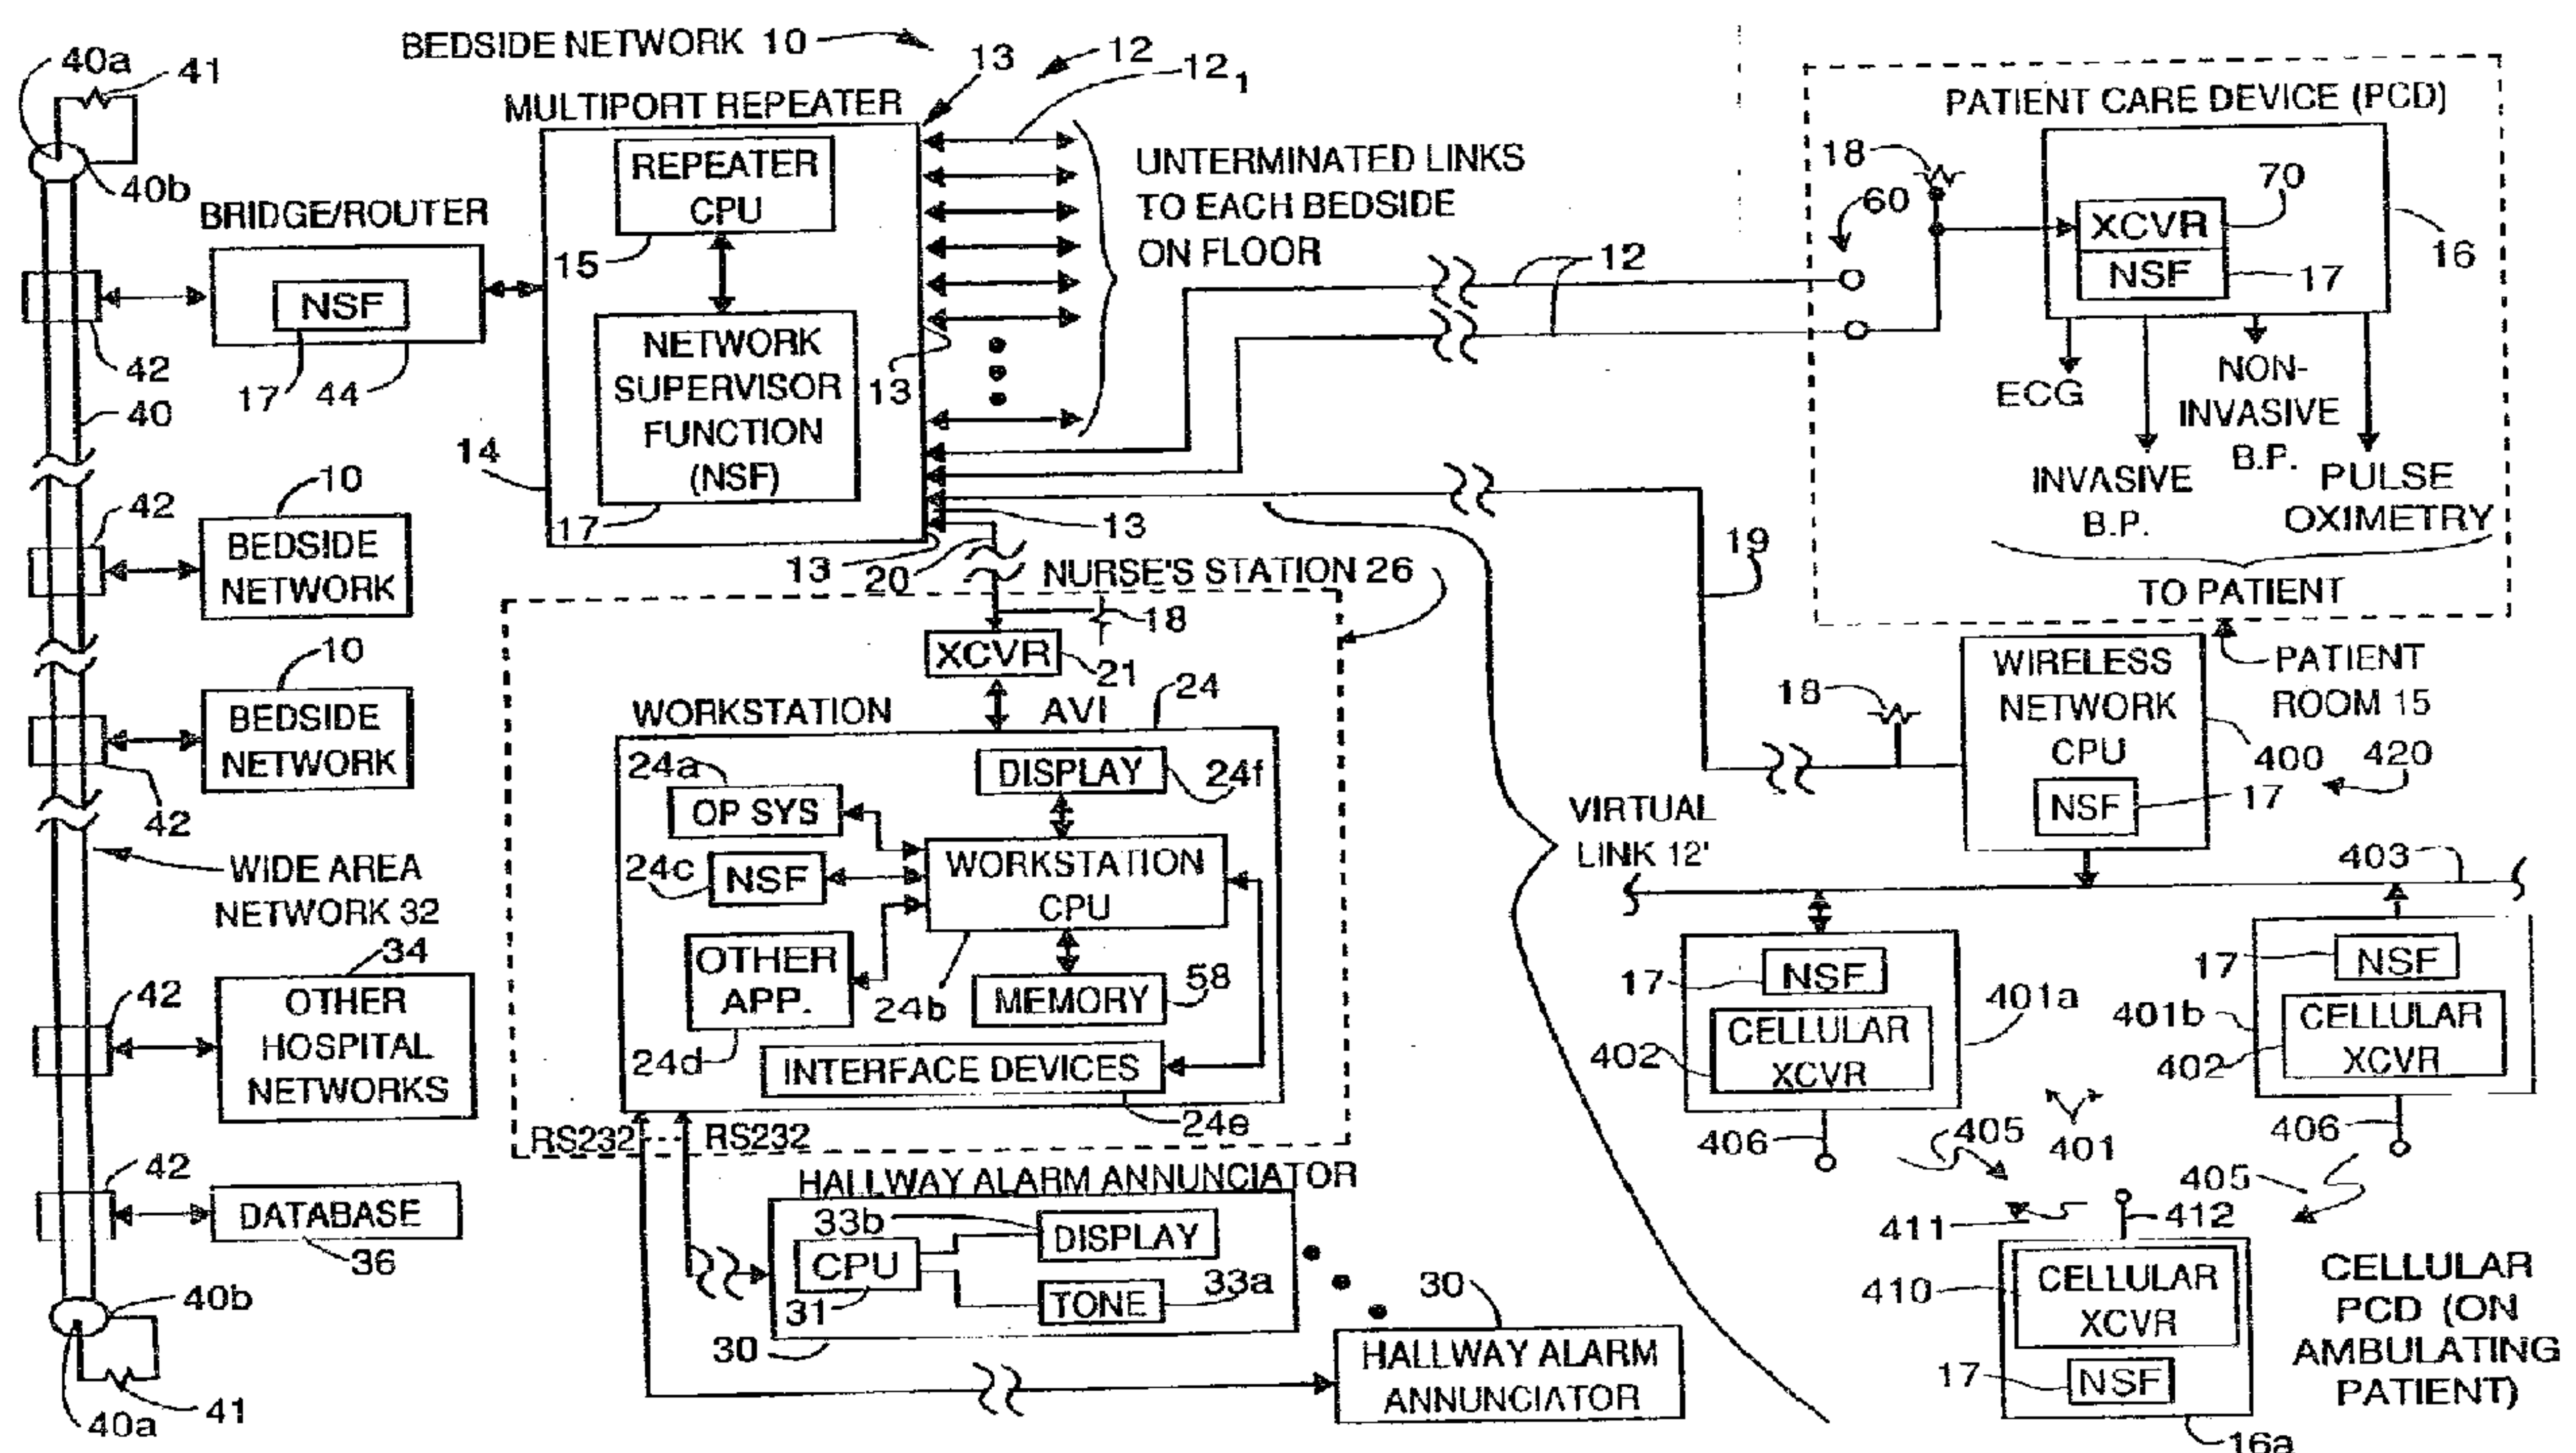 BEDSIDE NETWORK 10
40a
41
40b
13
12
12₁
MULTIPORT REPEATER
REPEATER
CPU
15
UNTERMINATED LINKS
TO EACH BEDSIDE
ON FLOOR
BRIDGE/ROUTER
NSF
17
44
42
40
NETWORK
SUPERVISOR
FUNCTION
(NSF)
14
17
13
13
13
20
12
PATIENT CARE DEVICE (PCD)
18
60
XCVR
NSF
70
17
16
ECG
INVASIVE
B.P.
NON-
INVASIVE
B.P.
PULSE
OXIMETRY
TO PATIENT
PATIENT
ROOM 15
42
10
BEDSIDE
NETWORK
10
BEDSIDE
NETWORK
42
WIDE AREA
NETWORK 32
34
42
OTHER
HOSPITAL
NETWORKS
42
DATABASE
36
40b
41
40a
NURSE'S STATION 26
18
XCVR
21
WORKSTATION
AVI
24
24a
OP SYS
DISPLAY
24f
24c
NSF
WORKSTATION
CPU
24b
OTHER
APP.
24d
MEMORY
58
INTERFACE DEVICES
24e
RS232
RS232
HALLWAY ALARM ANNUNCIATOR
33b
CPU
31
DISPLAY
TONE
33a
30
30
HALLWAY ALARM
ANNUNCIATOR
19
VIRTUAL
LINK 12'
18
WIRELESS
NETWORK
CPU
NSF
17
400
420
403
17
NSF
CELLULAR
XCVR
402
401a
406
17
NSF
CELLULAR
XCVR
401b
402
406
401
405
405
411
412
410
CELLULAR
XCVR
17
NSF
16a
CELLULAR
PCD (ON
AMBULATING
PATIENT)